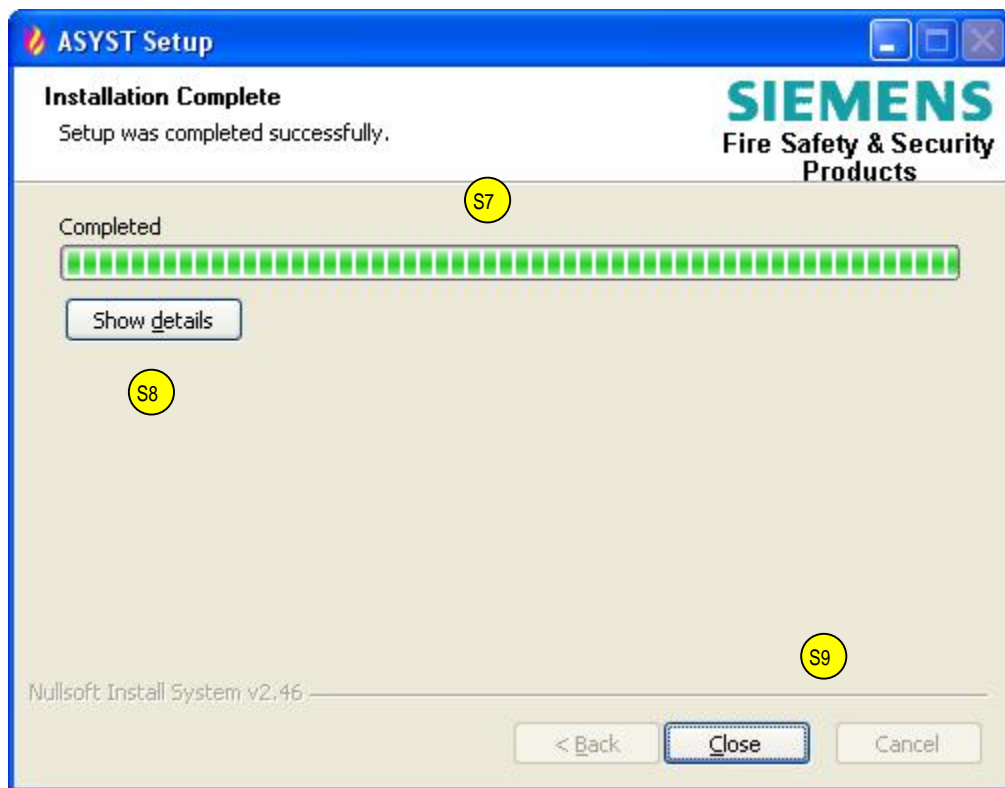 ASYST Setup
Installation Complete
Setup was completed successfully.
SIEMENS
Fire Safety & Security
Products
S7
Completed
Show details
S8
S9
Nullsoft Install System v2.46
< Back
Close
Cancel